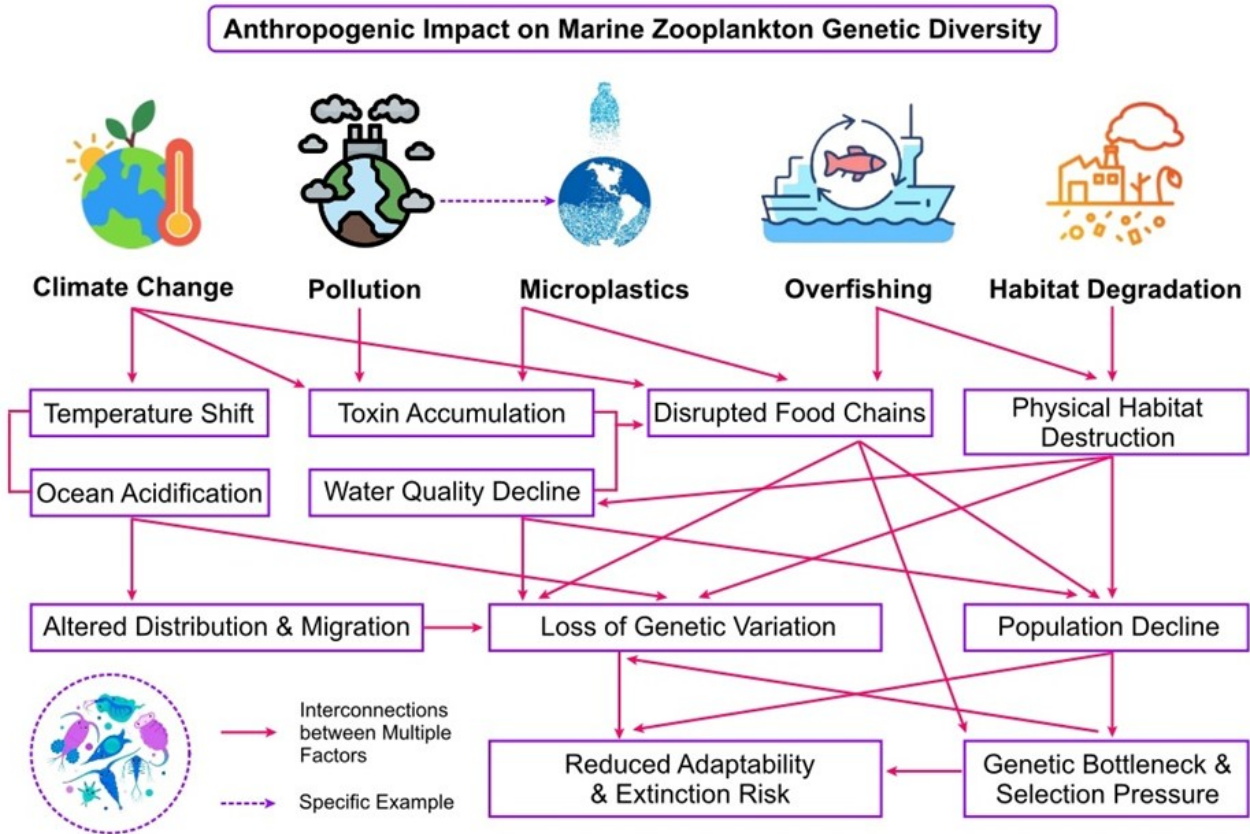 Anthropogenic Impact on Marine Zooplankton Genetic Diversity
Climate Change
Pollution
Microplastics
Overfishing
Habitat Degradation
Temperature Shift
Toxin Accumulation
Disrupted Food Chains
Physical Habitat
Destruction
Ocean Acidification
Water Quality Decline
Altered Distribution & Migration
Loss of Genetic Variation
Population Decline
Interconnections
between Multiple
Factors
Specific Example
Reduced Adaptability
& Extinction Risk
Genetic Bottleneck &
Selection Pressure